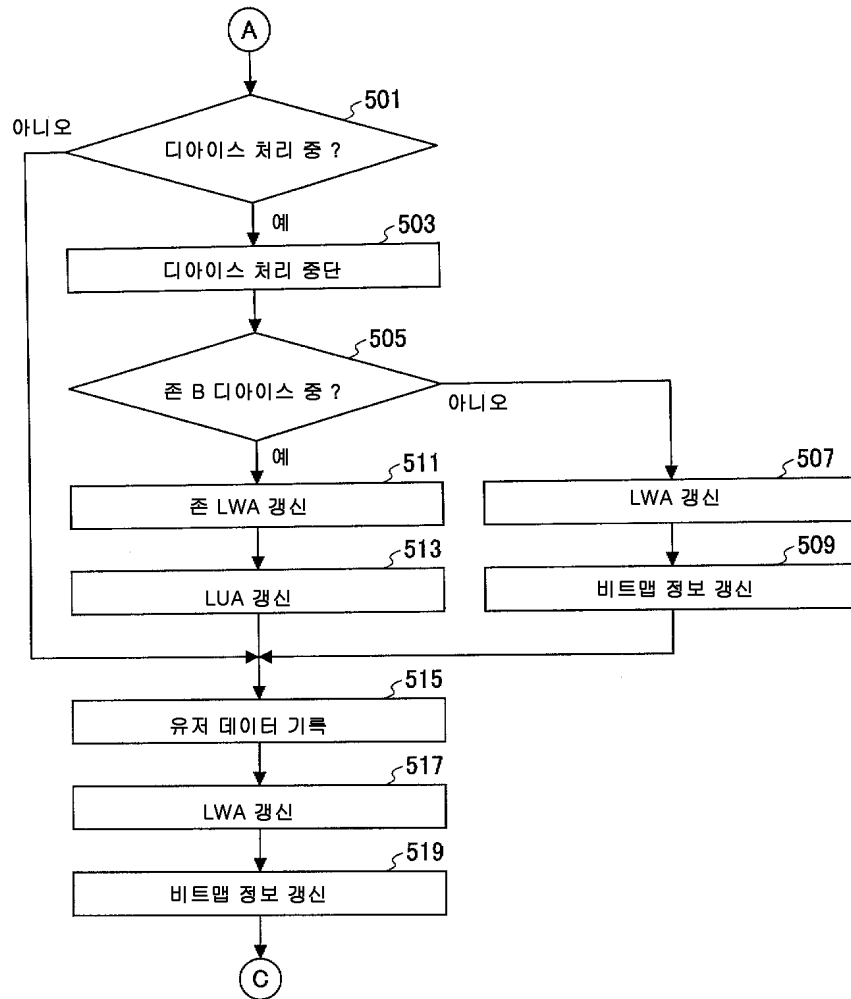 A
501
아니오
디아이스 처리 중 ?
예
503
디아이스 처리 중단
505
존 B 디아이스 중 ?
아니오
예
511
존 LWA 갱신
507
LWA 갱신
513
LUA 갱신
509
비트맵 정보 갱신
515
유저 데이터 기록
517
LWA 갱신
519
비트맵 정보 갱신
C